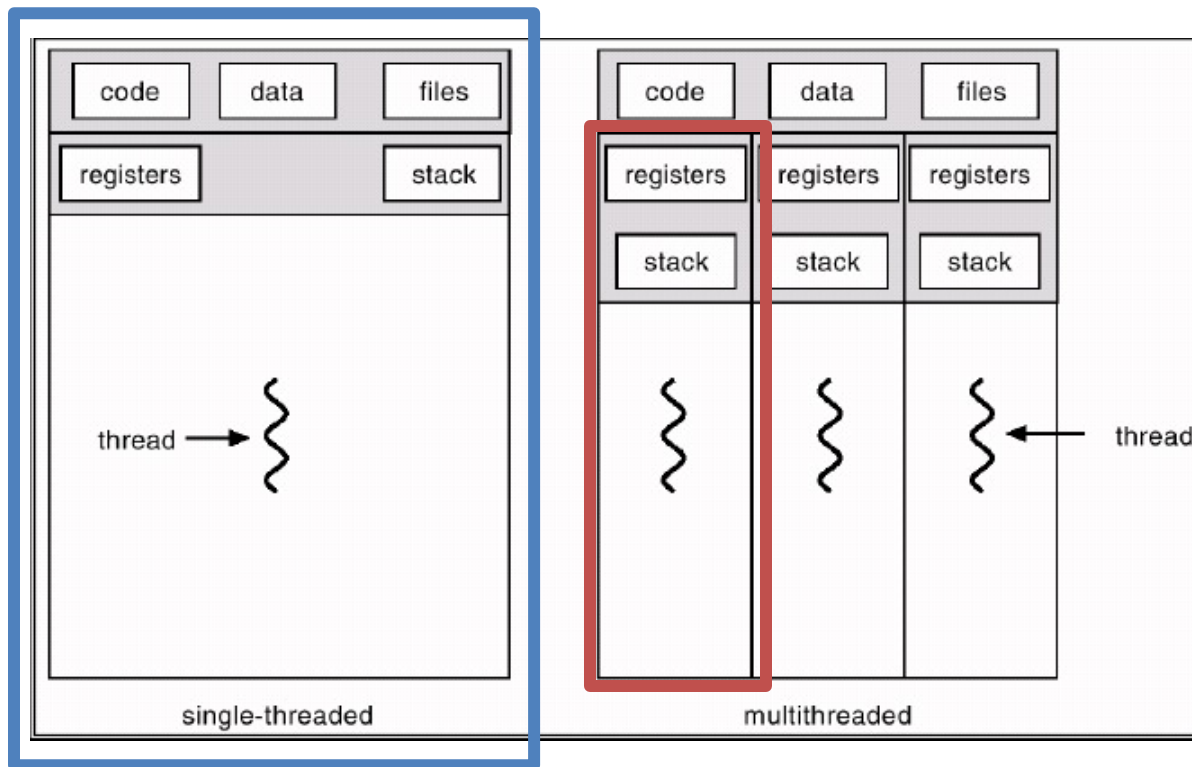 code data files
registers stack
thread
single-threaded
code data files
registers registers registers
stack stack stack
thread
multithreaded